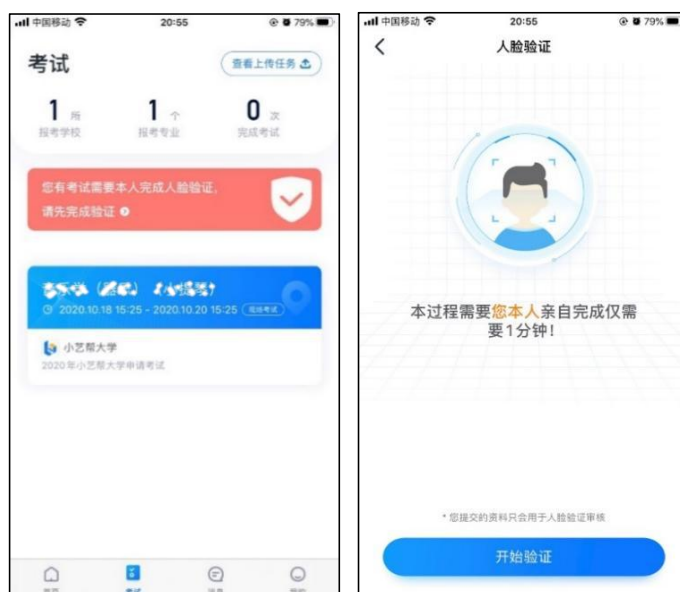 中国移动
20:55
79%
考试
查看上传任务
1 所
1 个
0 次
报考学校
报考专业
完成考试
您有考试需要本人完成人脸验证,
请先完成验证
2020.10.18 15:25 - 2020.10.20 15:25
小艺帮大学
2020年小艺帮大学申请考试
中国移动
20:55
79%
人脸验证
本过程需要您本人亲自完成仅需
要1分钟!
* 您提交的资料只会用于人脸验证审核
开始验证